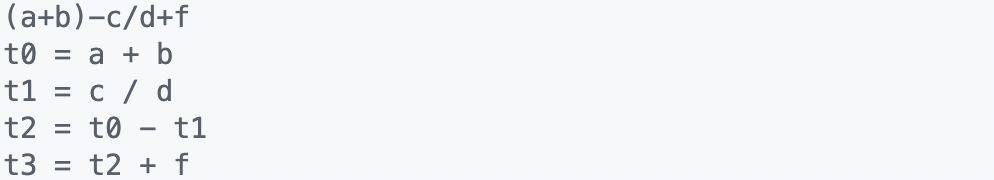 (a+b)-c/d+f
t0 = a + b
t1 = c / d
t2 = t0 - t1
t3 = t2 + f